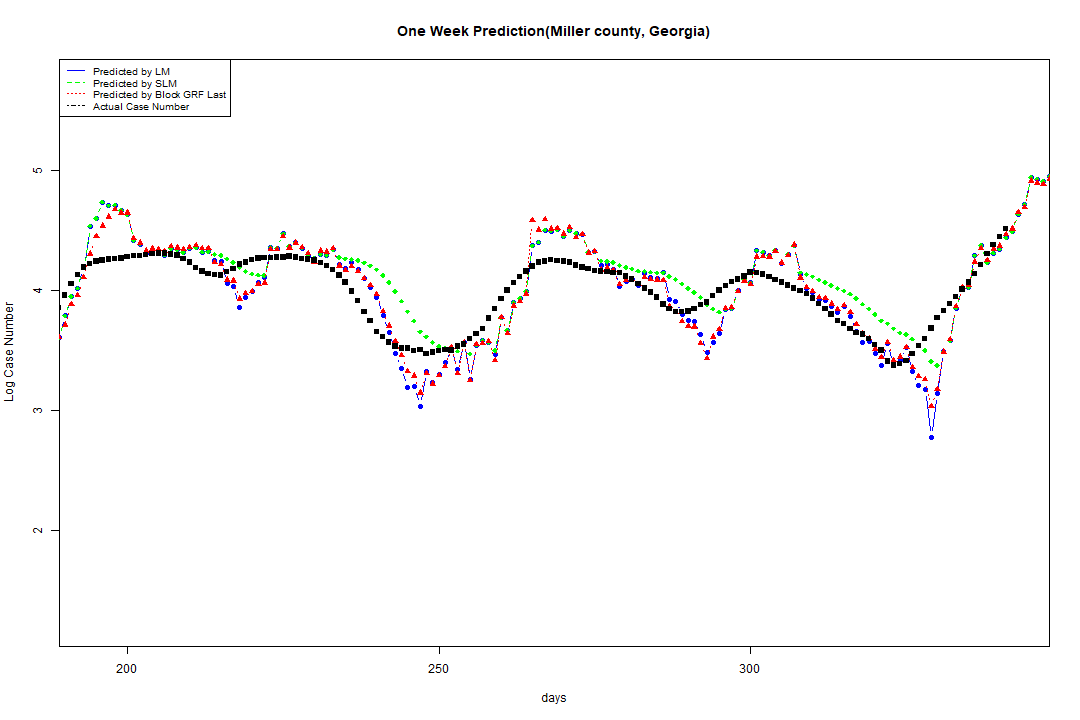 One Week Prediction(Miller county, Georgia)
Predicted by LM
Predicted by SLM
Predicted by Block GRF Last
Actual Case Number
5
4
3
2
Log Case Number
200
250
300
days